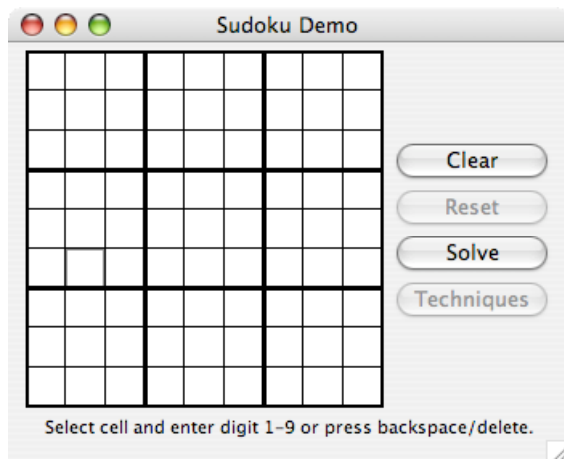 Sudoku Demo
Clear
Reset
Solve
Techniques
Select cell and enter digit 1–9 or press backspace/delete.